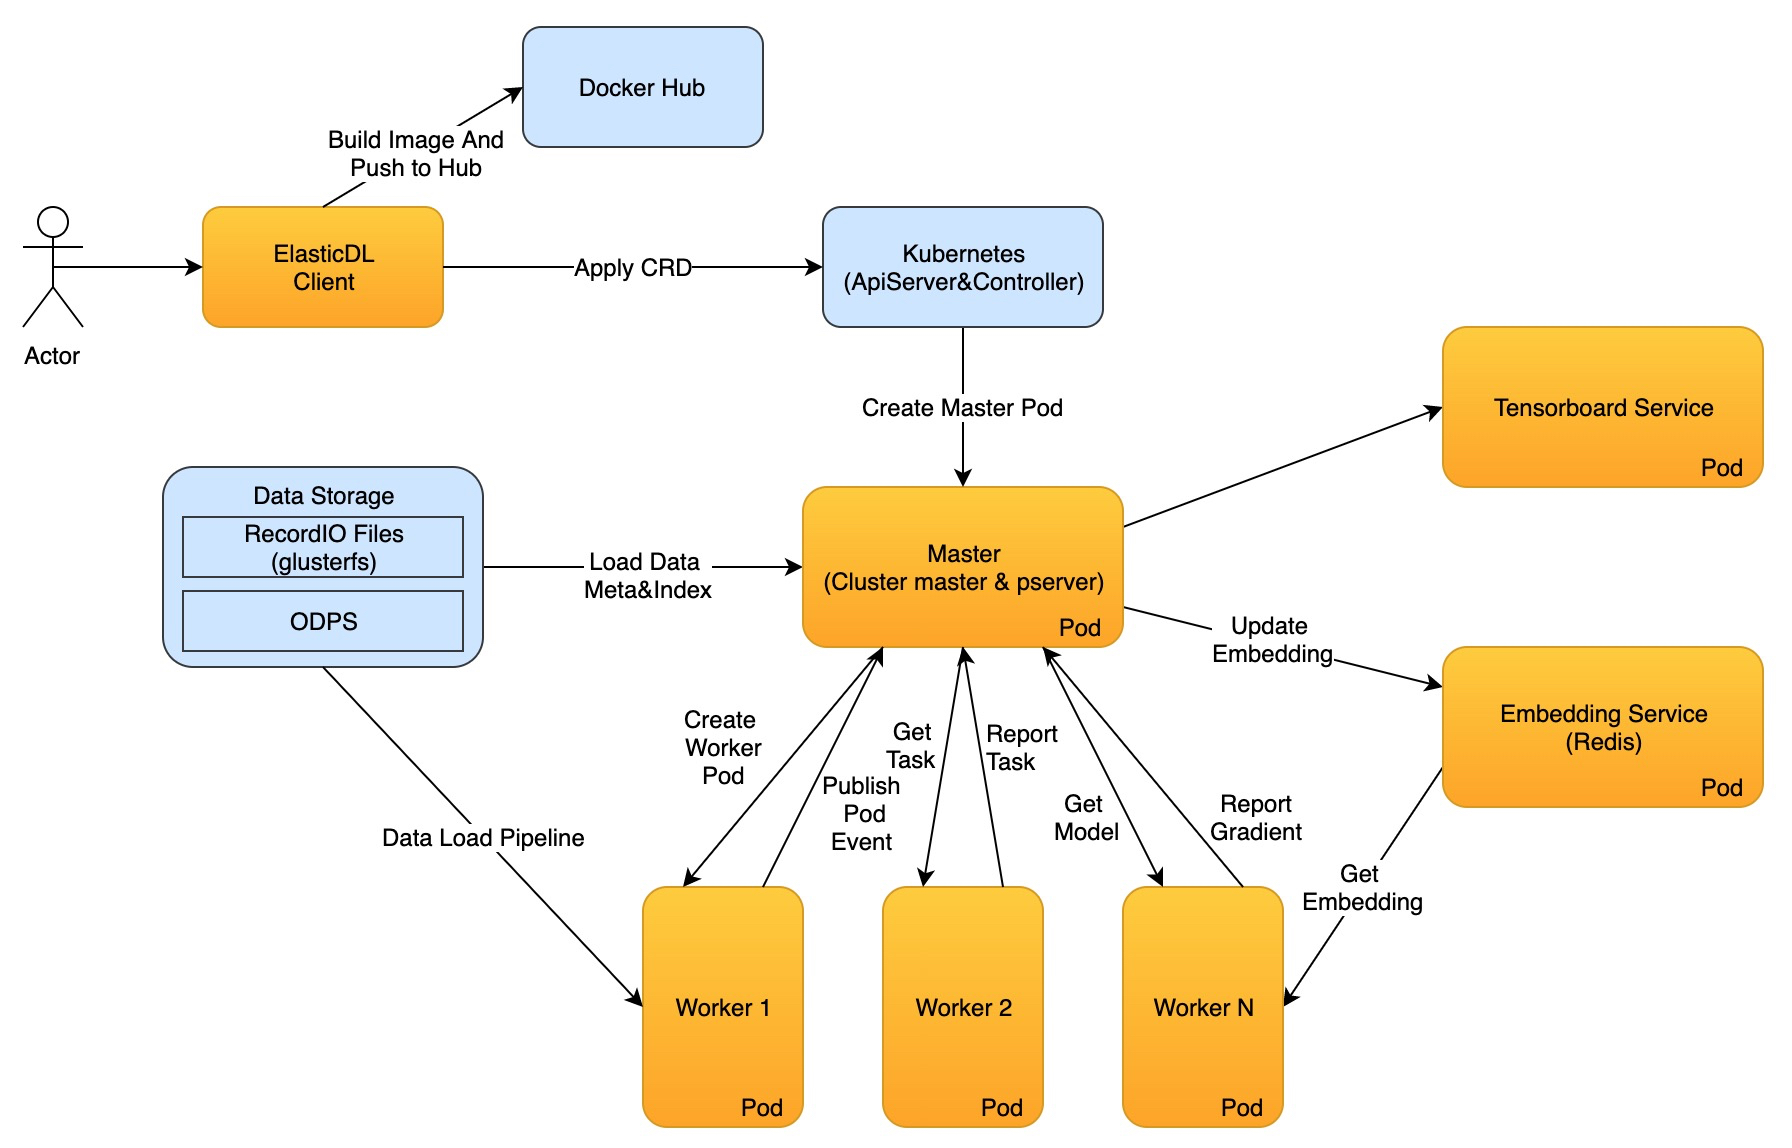 Docker Hub
Build Image And
Push to Hub
ElasticDL
Client
Apply CRD
Kubernetes
(ApiServer&Controller)
Actor
Create Master Pod
Tensorboard Service
Pod
Data Storage
RecordIO Files
(glusterfs)
ODPS
Load Data
Meta&Index
Master
(Cluster master & pserver)
Pod
Update
Embedding
Embedding Service
(Redis)
Pod
Create
Worker
Pod
Publish
Pod
Event
Get
Task
Report
Task
Get
Model
Report
Gradient
Get
Embedding
Data Load Pipeline
Worker 1
Pod
Worker 2
Pod
Worker N
Pod